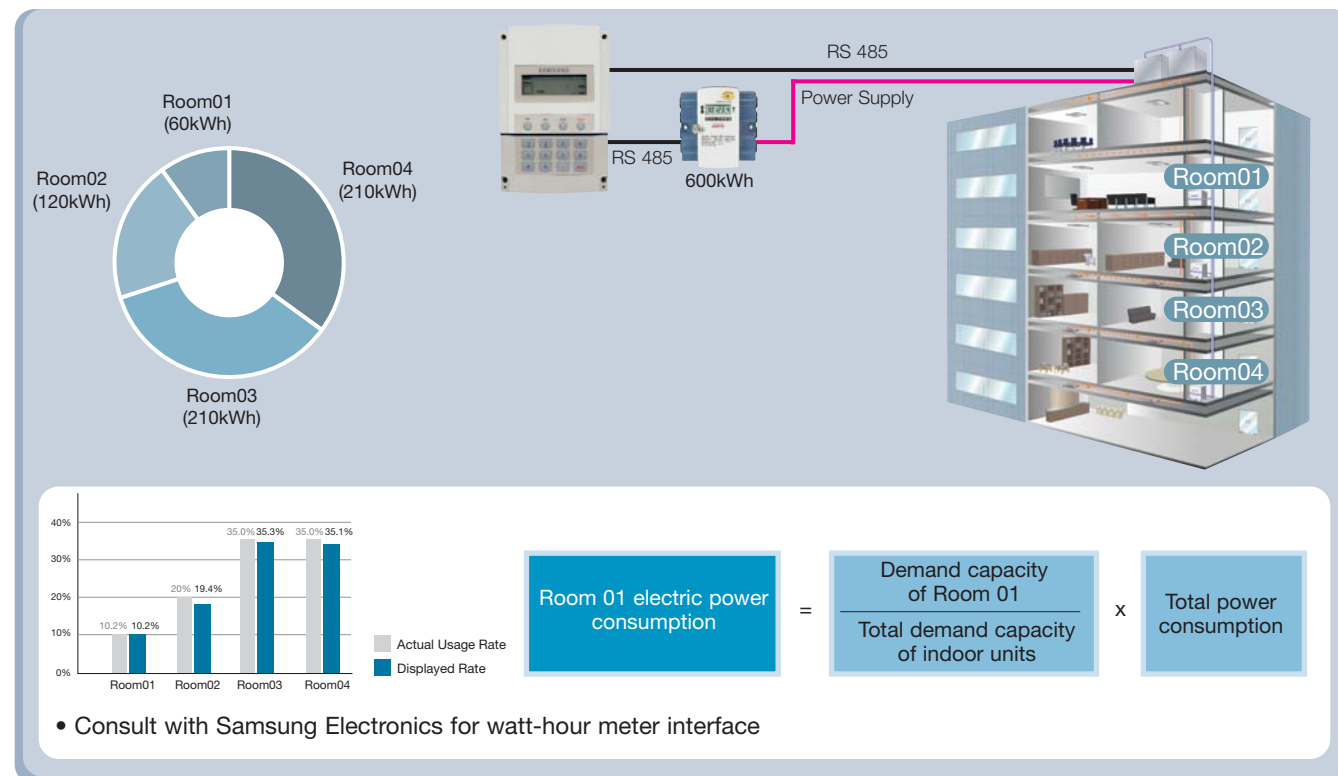 Room01
(60kWh)
Room02
(120kWh)
Room04
(210kWh)
Room03
(210kWh)
SAMSUNG
RS 485
Power Supply
RS 485
600kWh
Room01
Room02
Room03
Room04
40%
30%
20%
10%
0%
10.2% 10.2%
20% 19.4%
35.0% 35.3%
35.0% 35.1%
Room01 Room02 Room03 Room04
Actual Usage Rate
Displayed Rate
Room 01 electric power
consumption
=
Demand capacity
of Room 01
Total demand capacity
of indoor units
x
Total power
consumption
• Consult with Samsung Electronics for watt-hour meter interface